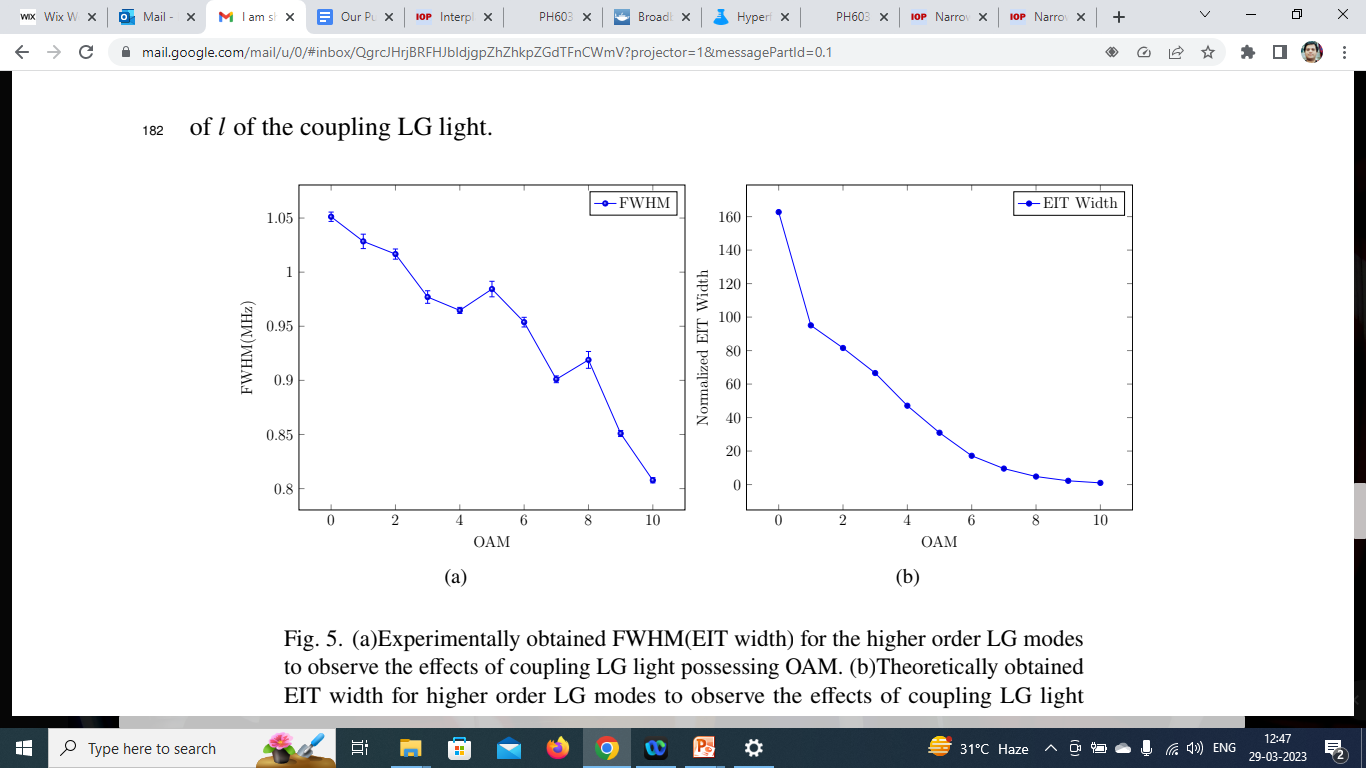 WIX Wix W
Mail -
M I am sl
Our Pu
IOP Interpl
PH603
Broadl
Hyperf
PH603
IOP Narrov
IOP Narrov
mail.google.com/mail/u/0/#inbox/QgrcJHrjBRFHJbldjgpZhZhkpZGdTFnCWmV?projector=1&messagePartId=0.1
182 of l of the coupling LG light.
FWHM
1.05
1
0.95
0.9
0.85
0.8
FWHM(MHz)
0 2 4 6 8 10
OAM
(a)
EIT Width
160
140
120
100
80
60
40
20
0
Normalized EIT Width
0 2 4 6 8 10
OAM
(b)
Fig. 5. (a)Experimentally obtained FWHM(EIT width) for the higher order LG modes
to observe the effects of coupling LG light possessing OAM. (b)Theoretically obtained
EIT width for higher order LG modes to observe the effects of coupling LG light
Type here to search
31°C Haze
ENG
12:47
29-03-2023
2